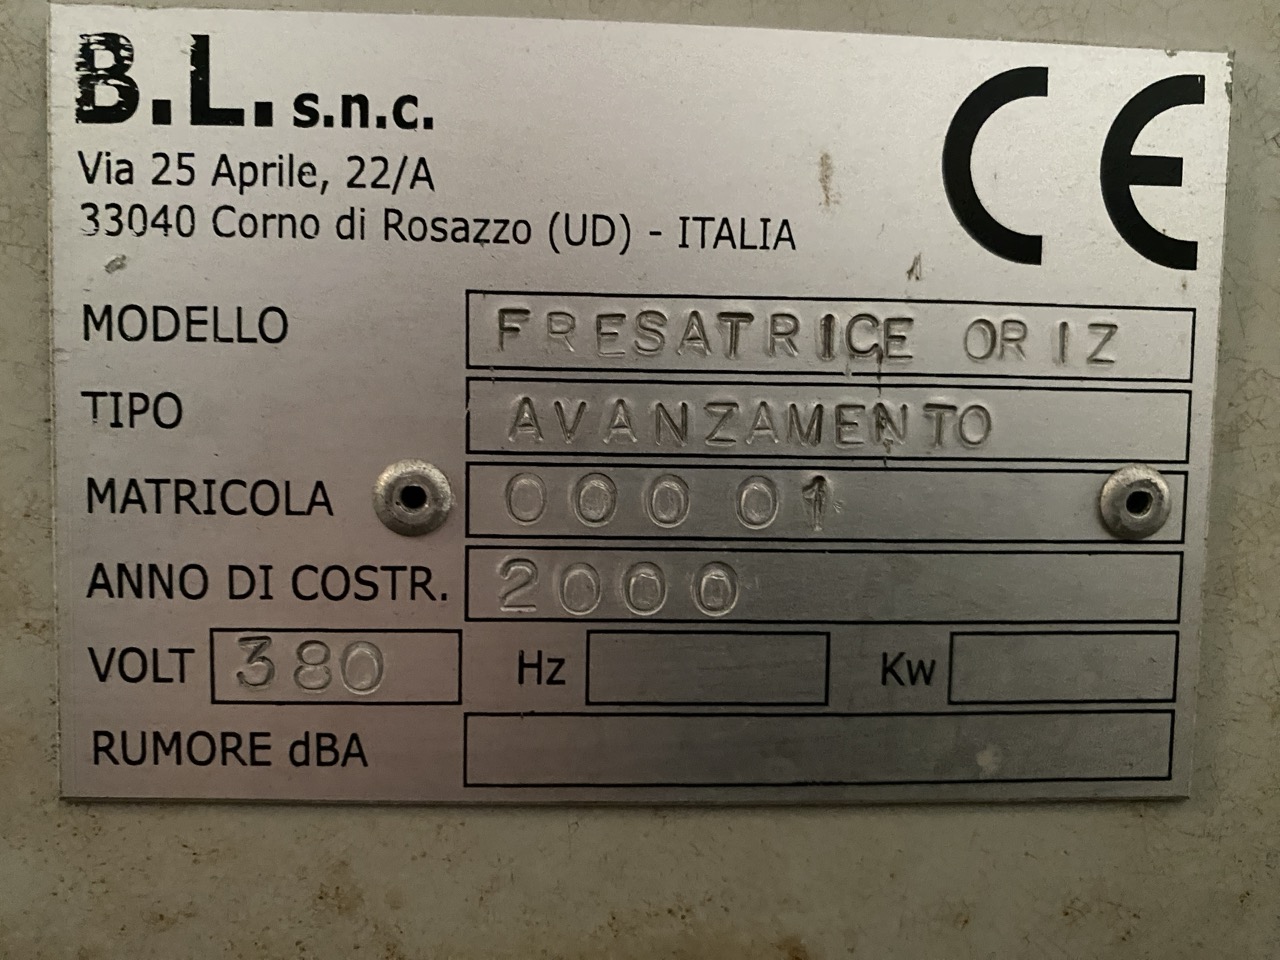 B.L. s.n.c.
Via 25 Aprile, 22/A
33040 Corno di Rosazzo (UD) - ITALIA
CE
MODELLO FRESATRICE ORIZ
TIPO AVANZAMENTO
MATRICOLA 00001
ANNO DI COSTR. 2000
VOLT 380 Hz Kw
RUMORE dBA